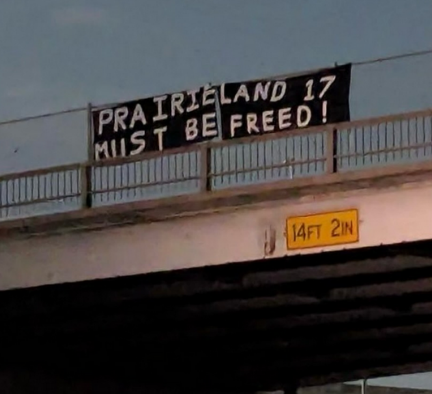 PRAIRIELAND 17
MUST BE FREED!
14FT 2IN